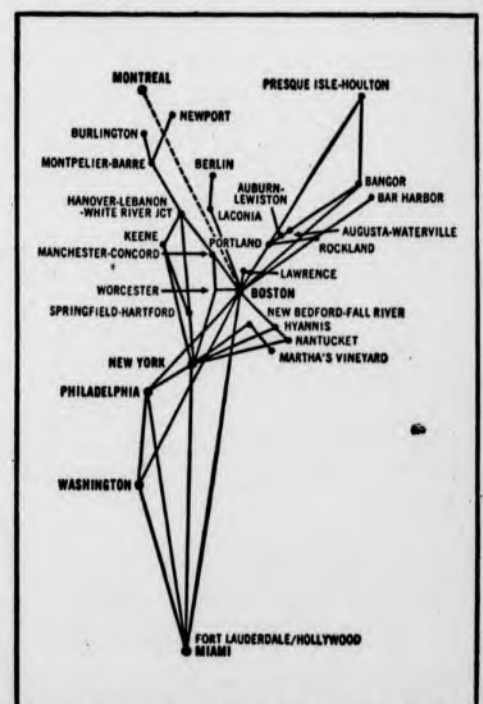 MONTREAL
PRESQUE ISLE-HOULTON
NEWPORT
BURLINGTON
MONTPELIER-BARRE
BERLIN
AUBURN-
LEWISTON
BANGOR
BAR HARBOR
HANOVER-LEBANON
-WHITE RIVER JCT
LACONIA
AUGUSTA-WATERVILLE
KEENE
PORTLAND
ROCKLAND
MANCHESTER-CONCORD
LAWRENCE
WORCESTER
BOSTON
SPRINGFIELD-HARTFORD
NEW BEDFORD-FALL RIVER
HYANNIS
NANTUCKET
NEW YORK
MARTHA'S VINEYARD
PHILADELPHIA
WASHINGTON
FORT LAUDERDALE/HOLLYWOOD
MIAMI